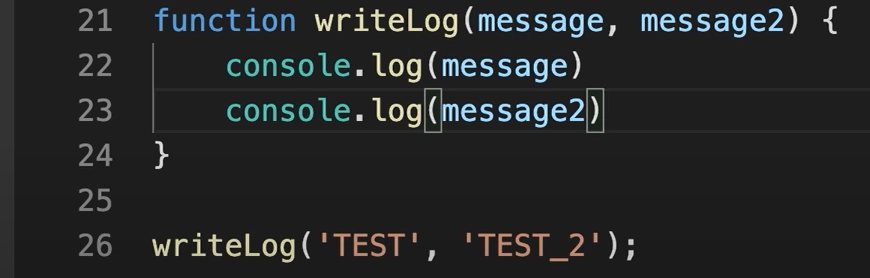 21 function writeLog(message, message2) {
22 console.log(message)
23 console.log(message2)
24 }
25
26 writeLog('TEST', 'TEST_2');